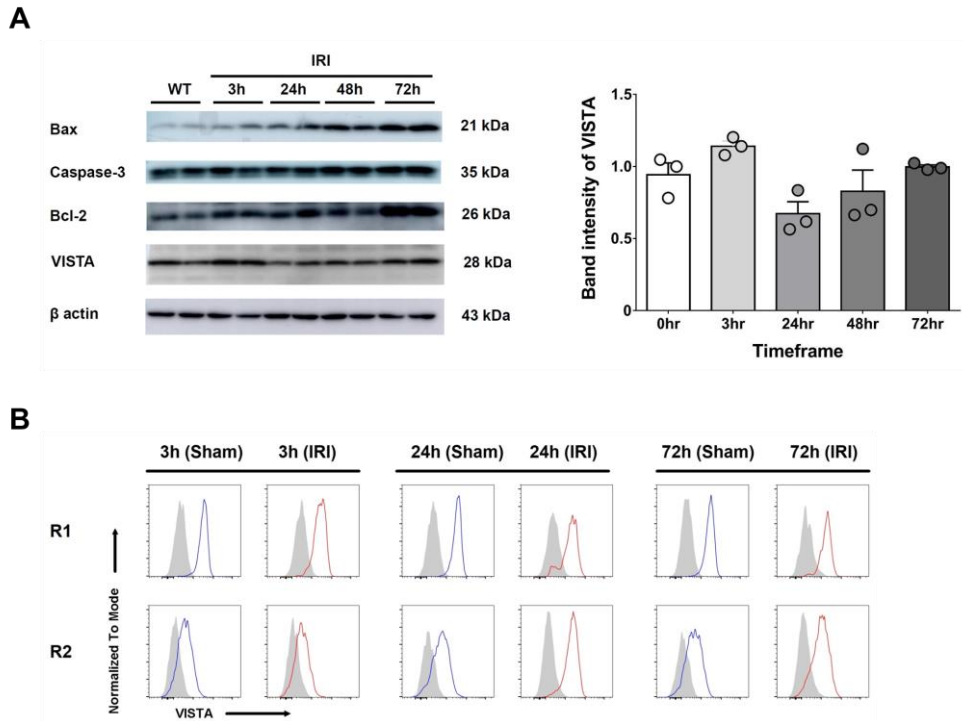 A
IRI
WT 3h 24h 48h 72h
Bax 21 kDa
Caspase-3 35 kDa
Bcl-2 26 kDa
VISTA 28 kDa
β actin 43 kDa
Band intensity of VISTA
1.5
1.0
0.5
0
0hr 3hr 24hr 48hr 72hr
Timeframe
B
3h (Sham) 3h (IRI) 24h (Sham) 24h (IRI) 72h (Sham) 72h (IRI)
R1
R2
Normalized To Mode
VISTA